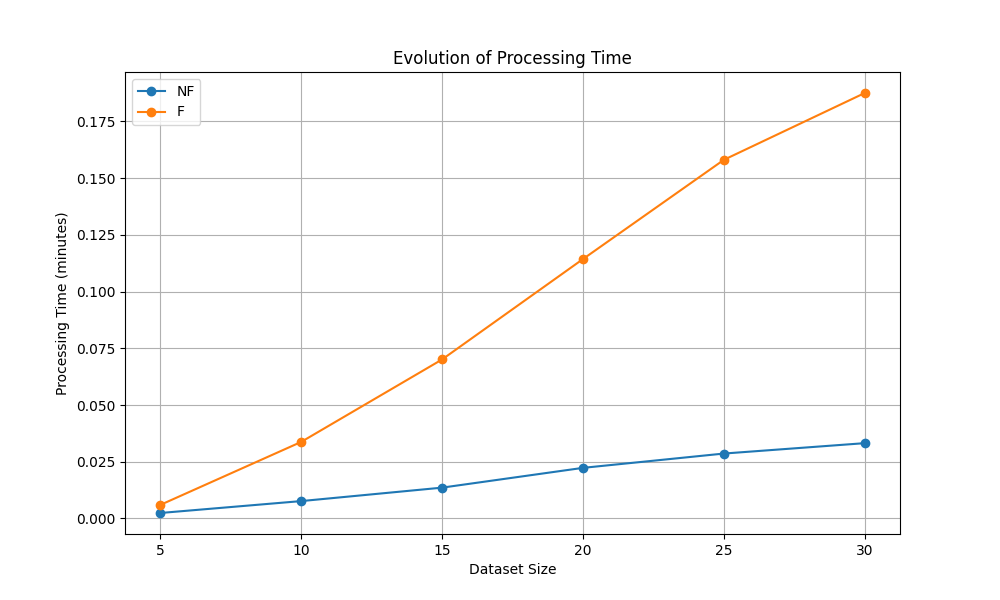 Evolution of Processing Time
NF
F
0.175
0.150
0.125
0.100
0.075
0.050
0.025
0.000
Processing Time (minutes)
5 10 15 20 25 30
Dataset Size